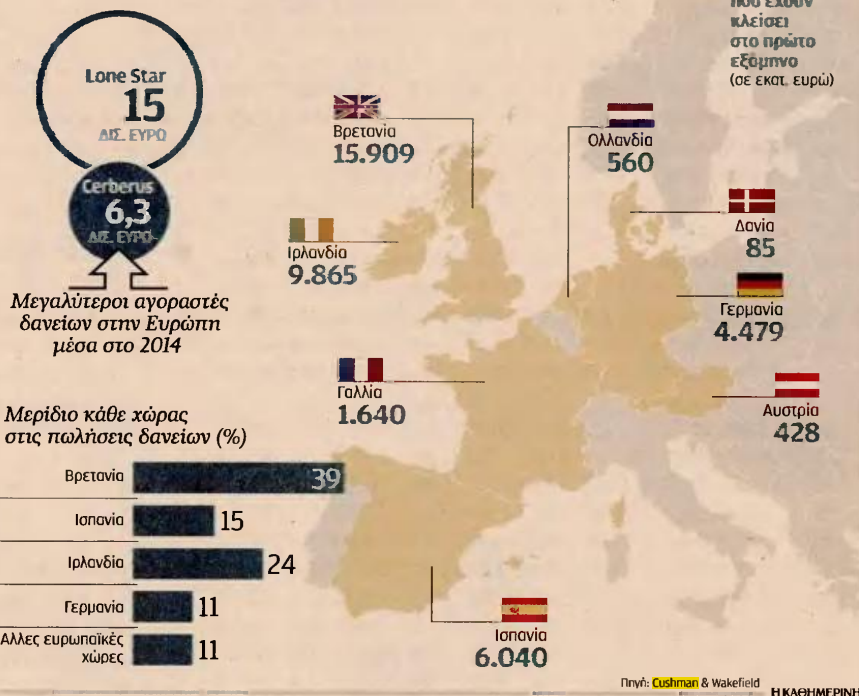 που έχουν
κλείσει
στο πρώτο
εξάμηνο
(σε εκατ. ευρώ)
Lone Star
15
ΔΙΣ. ΕΥΡΩ
Cerberus
6,3
ΔΙΣ. ΕΥΡΩ
Μεγαλύτεροι αγοραστές
δανείων στην Ευρώπη
μέσα στο 2014
Βρετανία
15.909
Ολλανδία
560
Ιρλανδία
9.865
Δανία
85
Γερμανία
4.479
Γαλλία
1.640
Αυστρία
428
Ισπανία
6.040
Μερίδιο κάθε χώρας
στις πωλήσεις δανείων (%)
Βρετανία 39
Ισπανία 15
Ιρλανδία 24
Γερμανία 11
Αλλες ευρωπαϊκές
χώρες 11
Πηγή: Cushman & Wakefield
Η ΚΑΘΗΜΕΡΙΝΗ